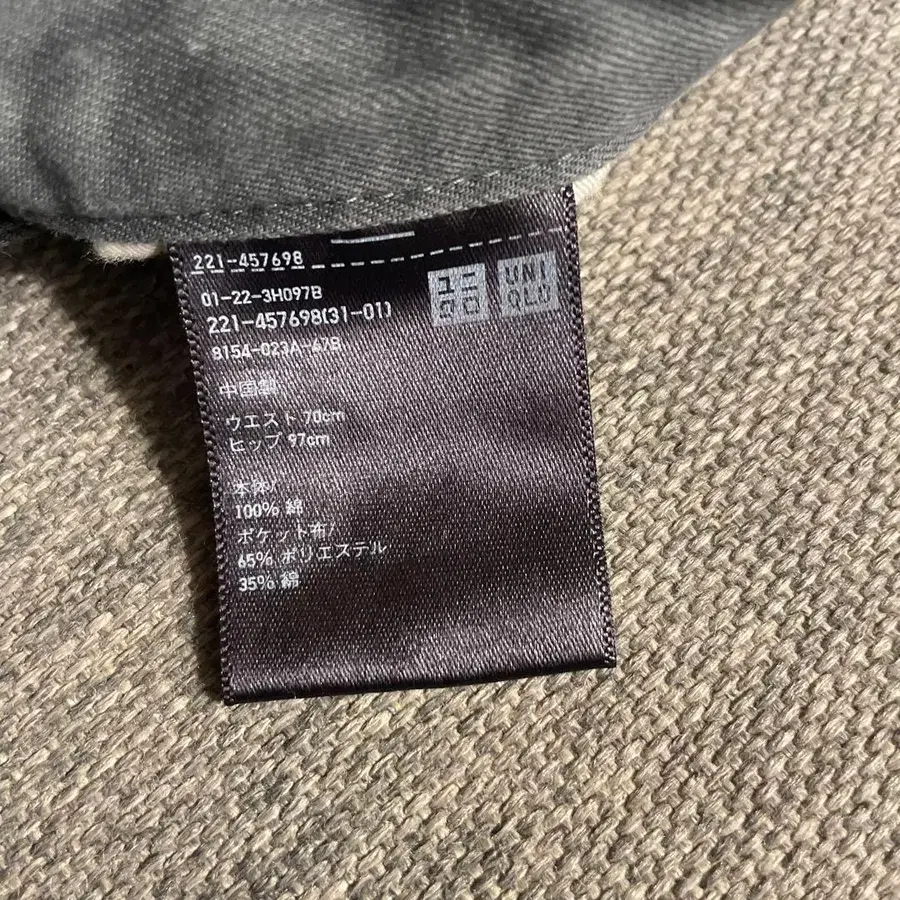 221-457698
01-22-3H097B
221-457698(31-01)
8154-023A-67B
ユニ
クロ
UNI
QLO
中国製
ウエスト 70cm
ヒップ 97cm
本体/
100% 綿
ポケット布/
65% ポリエステル
35% 綿